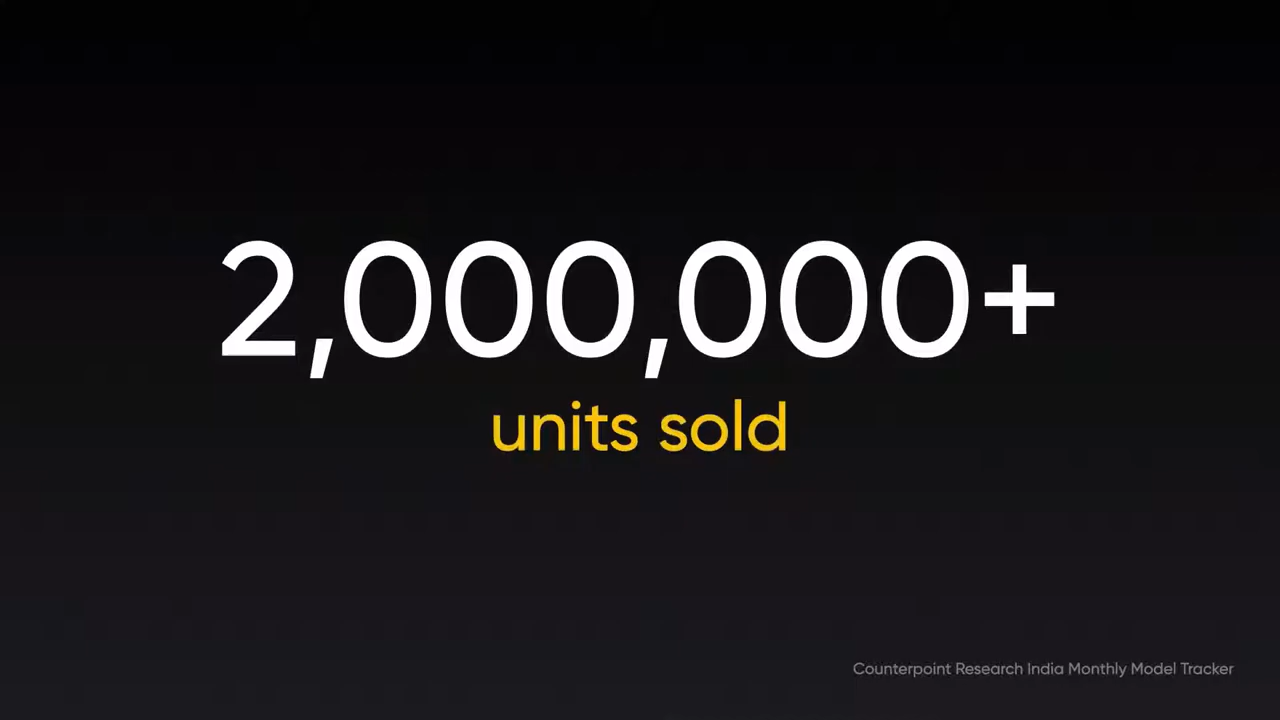 2,000,000+
units sold
Counterpoint Research India Monthly Model Tracker